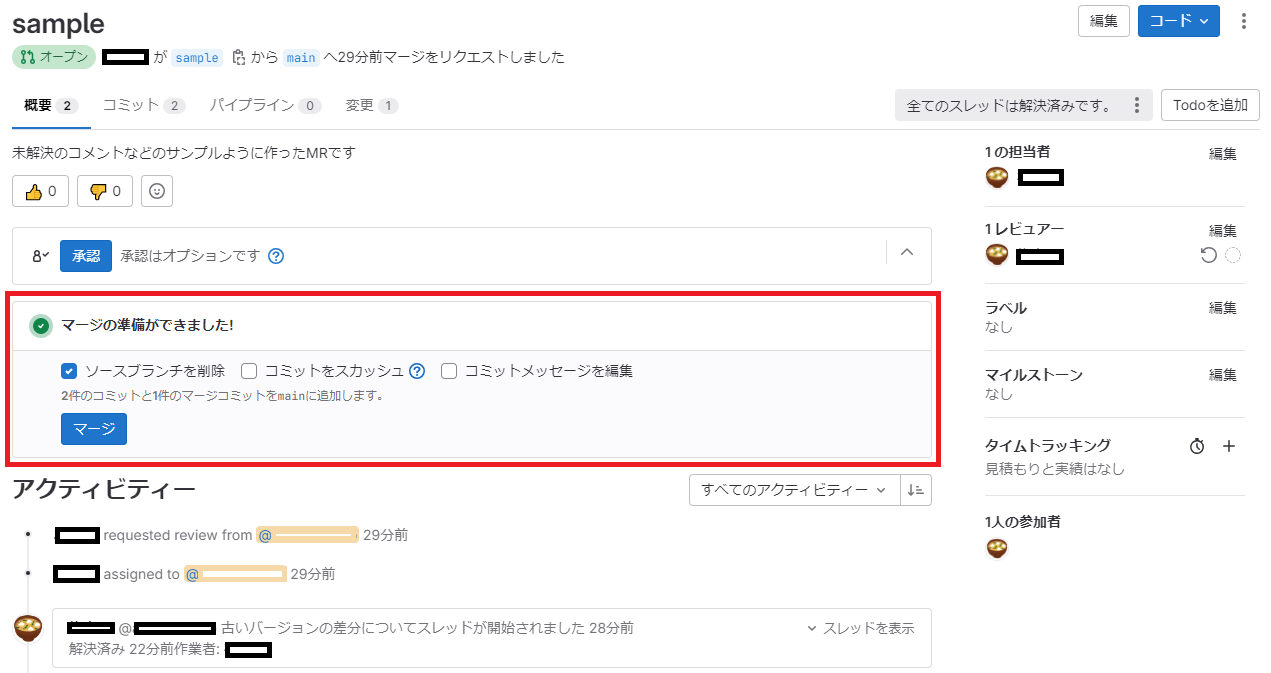 sample
編集
コード
オープン が sample から main へ29分前マージをリクエストしました
概要 2 コミット 2 パイプライン 0 変更 1
全てのスレッドは解決済みです。
Todoを追加
未解決のコメントなどのサンプルように作ったMRです
👍 0
👎 0
承認 承認はオプションです
マージの準備ができました!
ソースブランチを削除 コミットをスカッシュ コミットメッセージを編集
2件のコミットと1件のマージコミットをmainに追加します。
マージ
アクティビティー
すべてのアクティビティー
requested review from @ 29分前
assigned to @ 29分前
@ 古いバージョンの差分についてスレッドが開始されました 28分前
スレッドを表示
解決済み 22分前作業者:
1の担当者
編集
1レビュアー
編集
ラベル
編集
なし
マイルストーン
編集
なし
タイムトラッキング
見積もりと実績はなし
1人の参加者